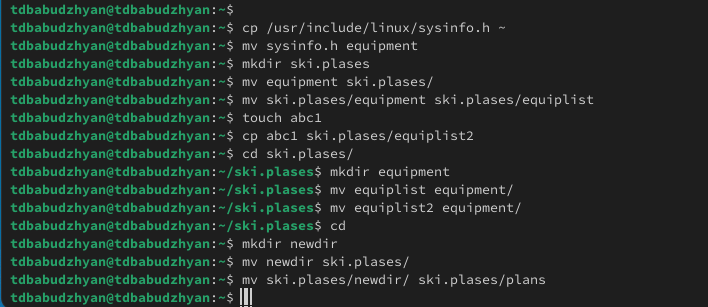 tdbabudzhyan@tdbabudzhyan:~$
tdbabudzhyan@tdbabudzhyan:~$ cp /usr/include/linux/sysinfo.h ~
tdbabudzhyan@tdbabudzhyan:~$ mv sysinfo.h equipment
tdbabudzhyan@tdbabudzhyan:~$ mkdir ski.plases
tdbabudzhyan@tdbabudzhyan:~$ mv equipment ski.plases/
tdbabudzhyan@tdbabudzhyan:~$ mv ski.plases/equipment ski.plases/equiplist
tdbabudzhyan@tdbabudzhyan:~$ touch abc1
tdbabudzhyan@tdbabudzhyan:~$ cp abc1 ski.plases/equiplist2
tdbabudzhyan@tdbabudzhyan:~$ cd ski.plases/
tdbabudzhyan@tdbabudzhyan:~/ski.plases$ mkdir equipment
tdbabudzhyan@tdbabudzhyan:~/ski.plases$ mv equiplist equipment/
tdbabudzhyan@tdbabudzhyan:~/ski.plases$ mv equiplist2 equipment/
tdbabudzhyan@tdbabudzhyan:~/ski.plases$ cd
tdbabudzhyan@tdbabudzhyan:~$ mkdir newdir
tdbabudzhyan@tdbabudzhyan:~$ mv newdir ski.plases/
tdbabudzhyan@tdbabudzhyan:~$ mv ski.plases/newdir/ ski.plases/plans
tdbabudzhyan@tdbabudzhyan:~$